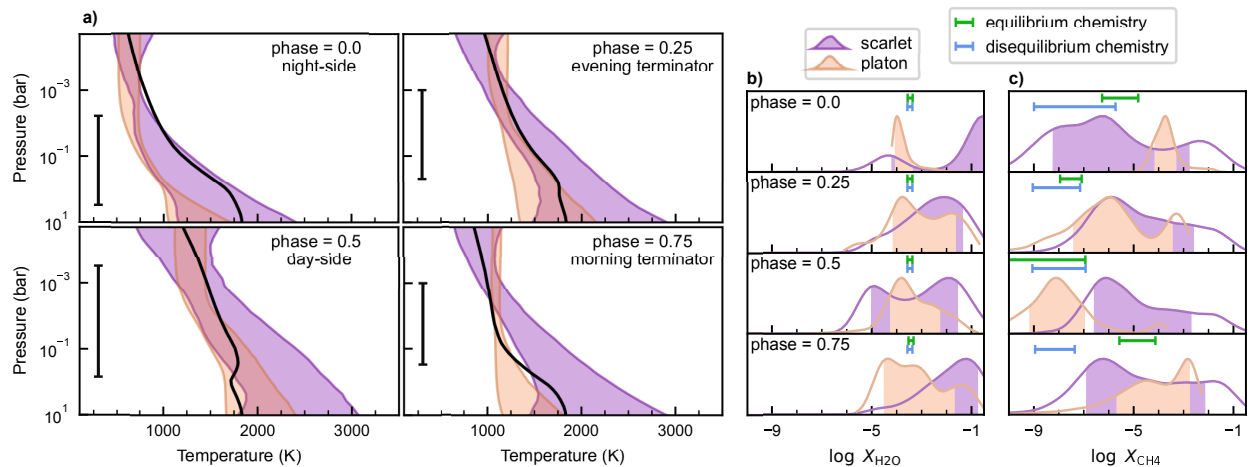 a)
phase = 0.0
night-side
phase = 0.25
evening terminator
phase = 0.5
day-side
phase = 0.75
morning terminator
Pressure (bar)
10⁻³
10⁻¹
10¹
Pressure (bar)
10⁻³
10⁻¹
10¹
1000 2000 3000
Temperature (K)
1000 2000 3000
Temperature (K)
scarlet
platon
equilibrium chemistry
disequilibrium chemistry
b)
phase = 0.0
phase = 0.25
phase = 0.5
phase = 0.75
−9 −5 −1
log X_H2O
c)
−9 −5 −1
log X_CH4